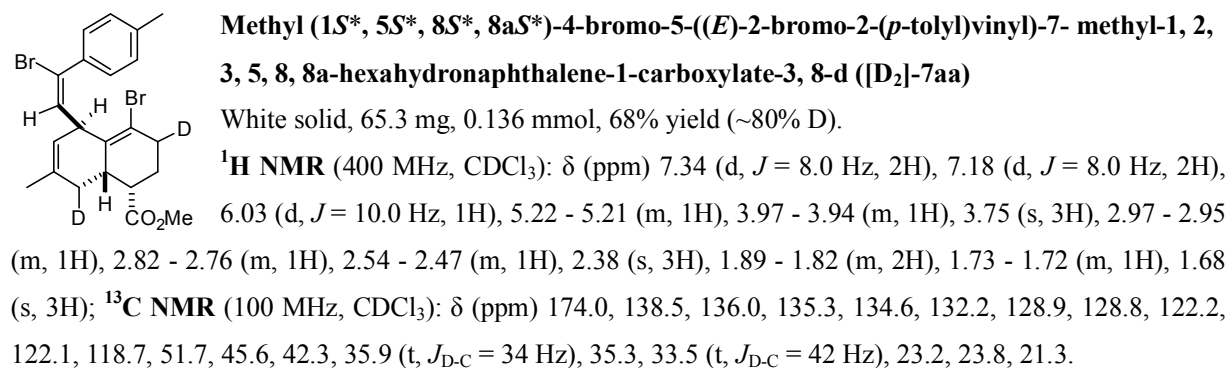 Br
H
H
Br
D
H
D
CO₂Me
Methyl (1S*, 5S*, 8S*, 8aS*)-4-bromo-5-((E)-2-bromo-2-(p-tolyl)vinyl)-7- methyl-1, 2,
3, 5, 8, 8a-hexahydronaphthalene-1-carboxylate-3, 8-d ([D₂]-7aa)
White solid, 65.3 mg, 0.136 mmol, 68% yield (~80% D).
¹H NMR (400 MHz, CDCl₃): δ (ppm) 7.34 (d, J = 8.0 Hz, 2H), 7.18 (d, J = 8.0 Hz, 2H),
6.03 (d, J = 10.0 Hz, 1H), 5.22 - 5.21 (m, 1H), 3.97 - 3.94 (m, 1H), 3.75 (s, 3H), 2.97 - 2.95
(m, 1H), 2.82 - 2.76 (m, 1H), 2.54 - 2.47 (m, 1H), 2.38 (s, 3H), 1.89 - 1.82 (m, 2H), 1.73 - 1.72 (m, 1H), 1.68
(s, 3H); ¹³C NMR (100 MHz, CDCl₃): δ (ppm) 174.0, 138.5, 136.0, 135.3, 134.6, 132.2, 128.9, 128.8, 122.2,
122.1, 118.7, 51.7, 45.6, 42.3, 35.9 (t, J_D-C = 34 Hz), 35.3, 33.5 (t, J_D-C = 42 Hz), 23.2, 23.8, 21.3.